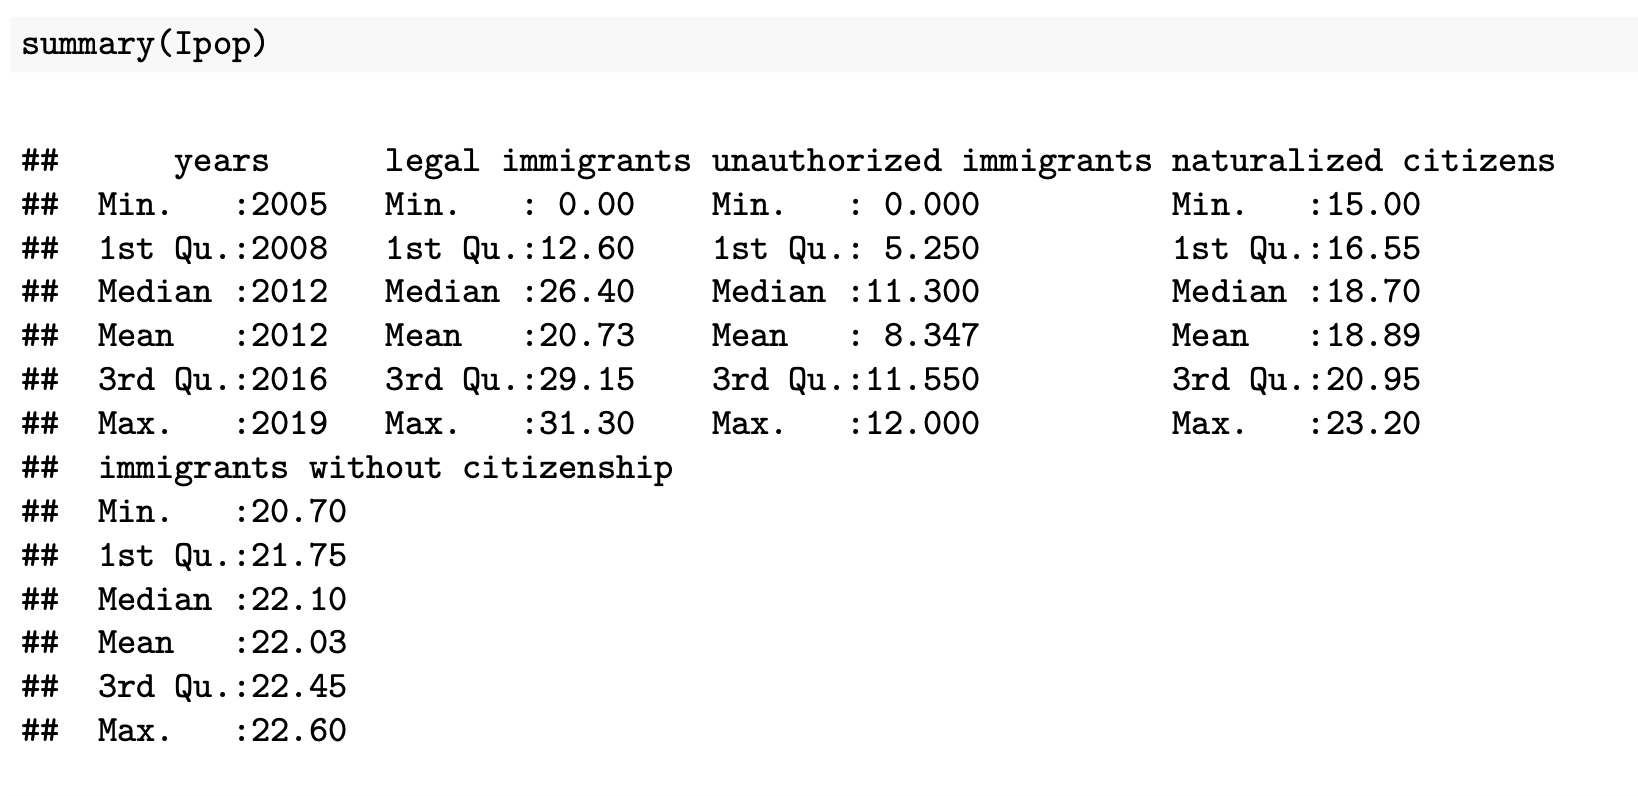 summary(Ipop)
##      years      legal immigrants unauthorized immigrants naturalized citizens
##  Min.   :2005   Min.   : 0.00    Min.   : 0.000          Min.   :15.00
##  1st Qu.:2008   1st Qu.:12.60    1st Qu.: 5.250          1st Qu.:16.55
##  Median :2012   Median :26.40    Median :11.300          Median :18.70
##  Mean   :2012   Mean   :20.73    Mean   : 8.347          Mean   :18.89
##  3rd Qu.:2016   3rd Qu.:29.15    3rd Qu.:11.550          3rd Qu.:20.95
##  Max.   :2019   Max.   :31.30    Max.   :12.000          Max.   :23.20
##  immigrants without citizenship
##  Min.   :20.70
##  1st Qu.:21.75
##  Median :22.10
##  Mean   :22.03
##  3rd Qu.:22.45
##  Max.   :22.60